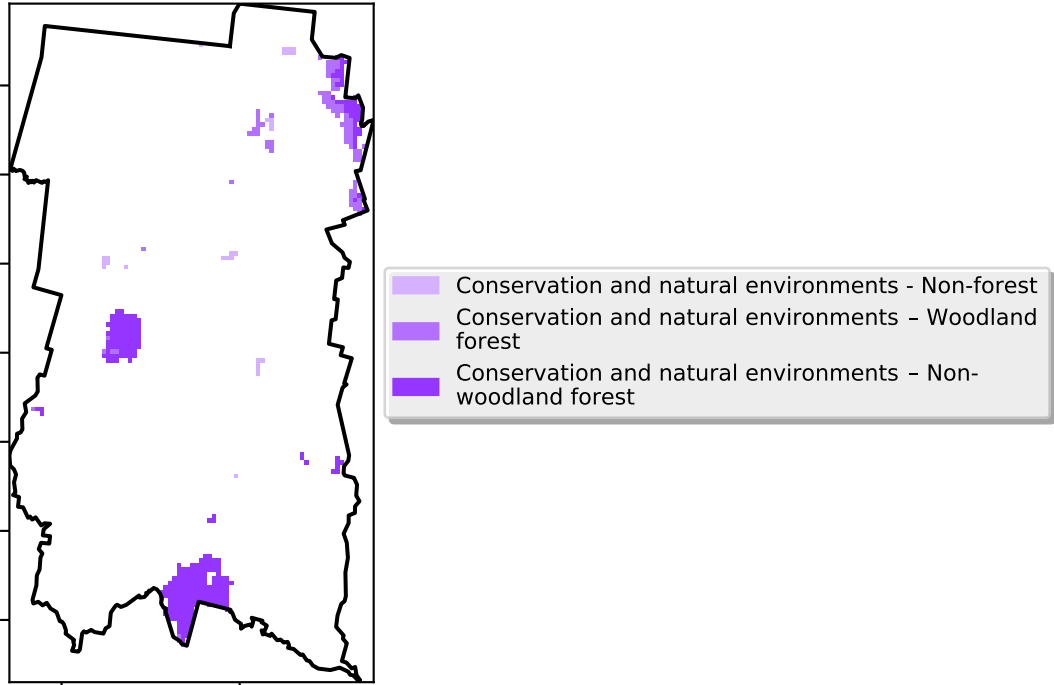 Conservation and natural environments - Non-forest
Conservation and natural environments – Woodland
forest
Conservation and natural environments – Non-
woodland forest